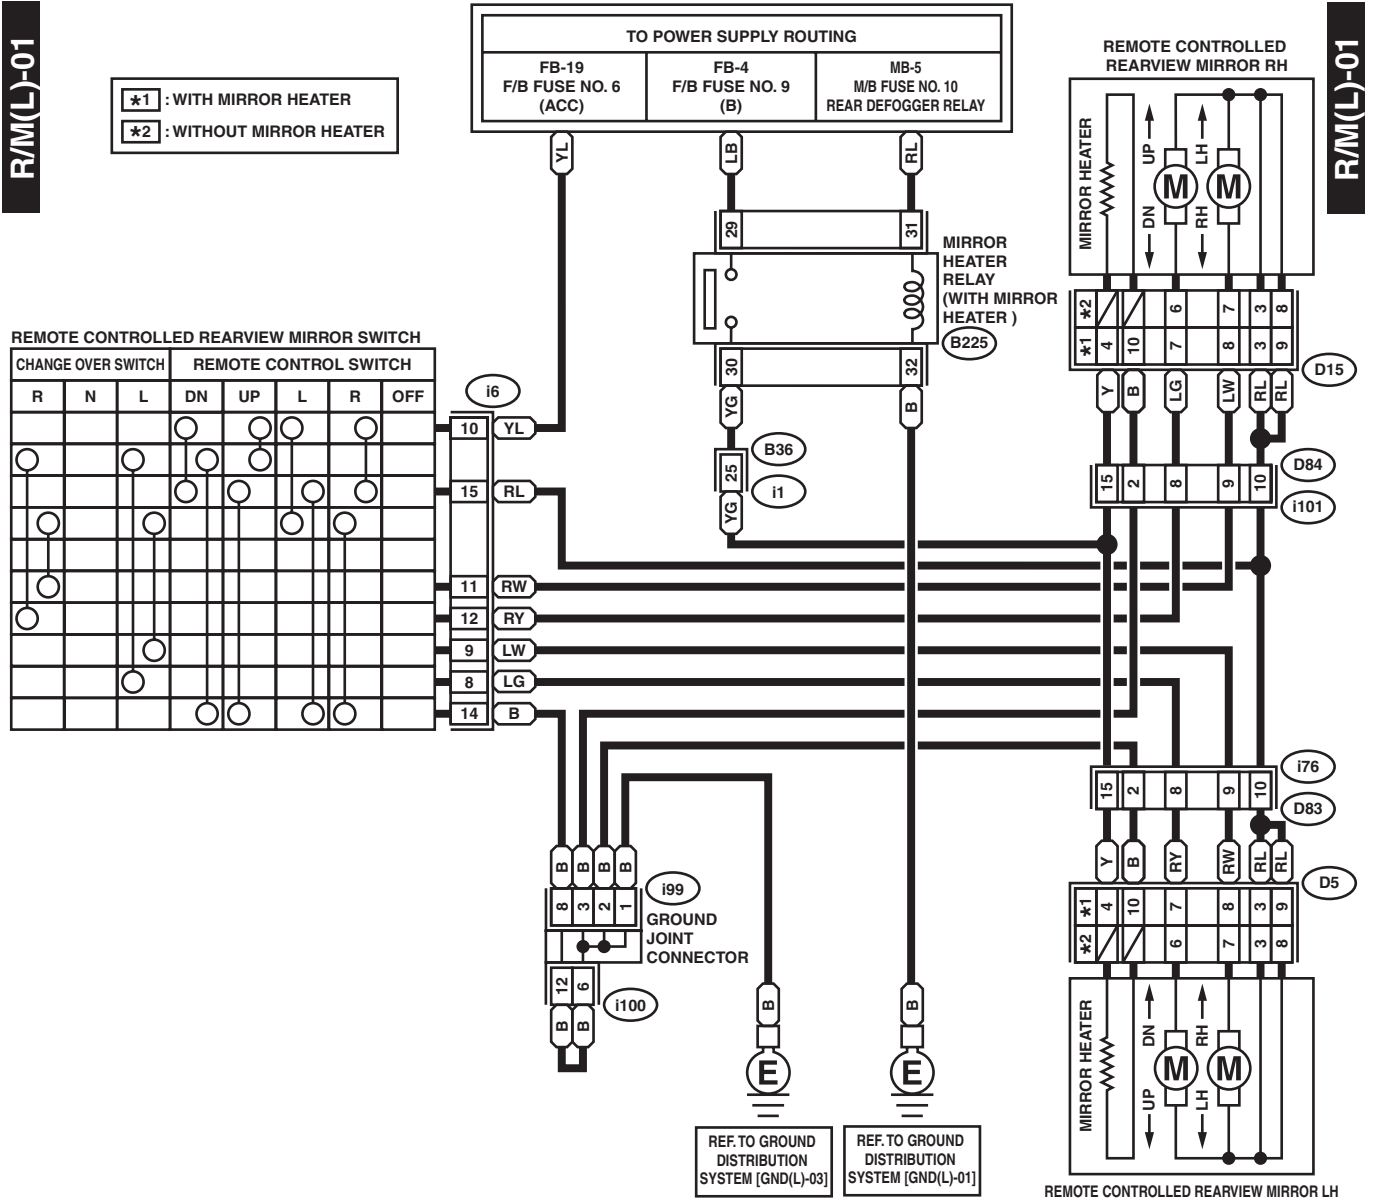 R/M(L)-01
R/M(L)-01
*1 : WITH MIRROR HEATER
*2 : WITHOUT MIRROR HEATER
TO POWER SUPPLY ROUTING
FB-19
F/B FUSE NO. 6
(ACC)
FB-4
F/B FUSE NO. 9
(B)
MB-5
M/B FUSE NO. 10
REAR DEFOGGER RELAY
YL
LB
RL
29
31
MIRROR
HEATER
RELAY
(WITH MIRROR
HEATER )
B225
30
32
YG
B
B36
25
i1
YG
REMOTE CONTROLLED
REARVIEW MIRROR RH
MIRROR HEATER
UP
DN
M
LH
RH
M
*2 6 7 3 8
*1 4 10 7 8 3 9
D15
Y B LG LW RL RL
D84
15 2 8 9 10
i101
REMOTE CONTROLLED REARVIEW MIRROR SWITCH
CHANGE OVER SWITCH
REMOTE CONTROL SWITCH
R N L DN UP L R OFF
i6
10 YL
15 RL
11 RW
12 RY
9 LW
8 LG
14 B
B B B B
i99
8 3 2 1
GROUND
JOINT
CONNECTOR
12 6
i100
B B
B
E
REF. TO GROUND
DISTRIBUTION
SYSTEM [GND(L)-03]
B
E
REF. TO GROUND
DISTRIBUTION
SYSTEM [GND(L)-01]
i76
15 2 8 9 10
D83
Y B RY RW RL RL
D5
*1 4 10 7 8 3 9
*2 6 7 3 8
MIRROR HEATER
DN
UP
M
RH
LH
M
REMOTE CONTROLLED REARVIEW MIRROR LH